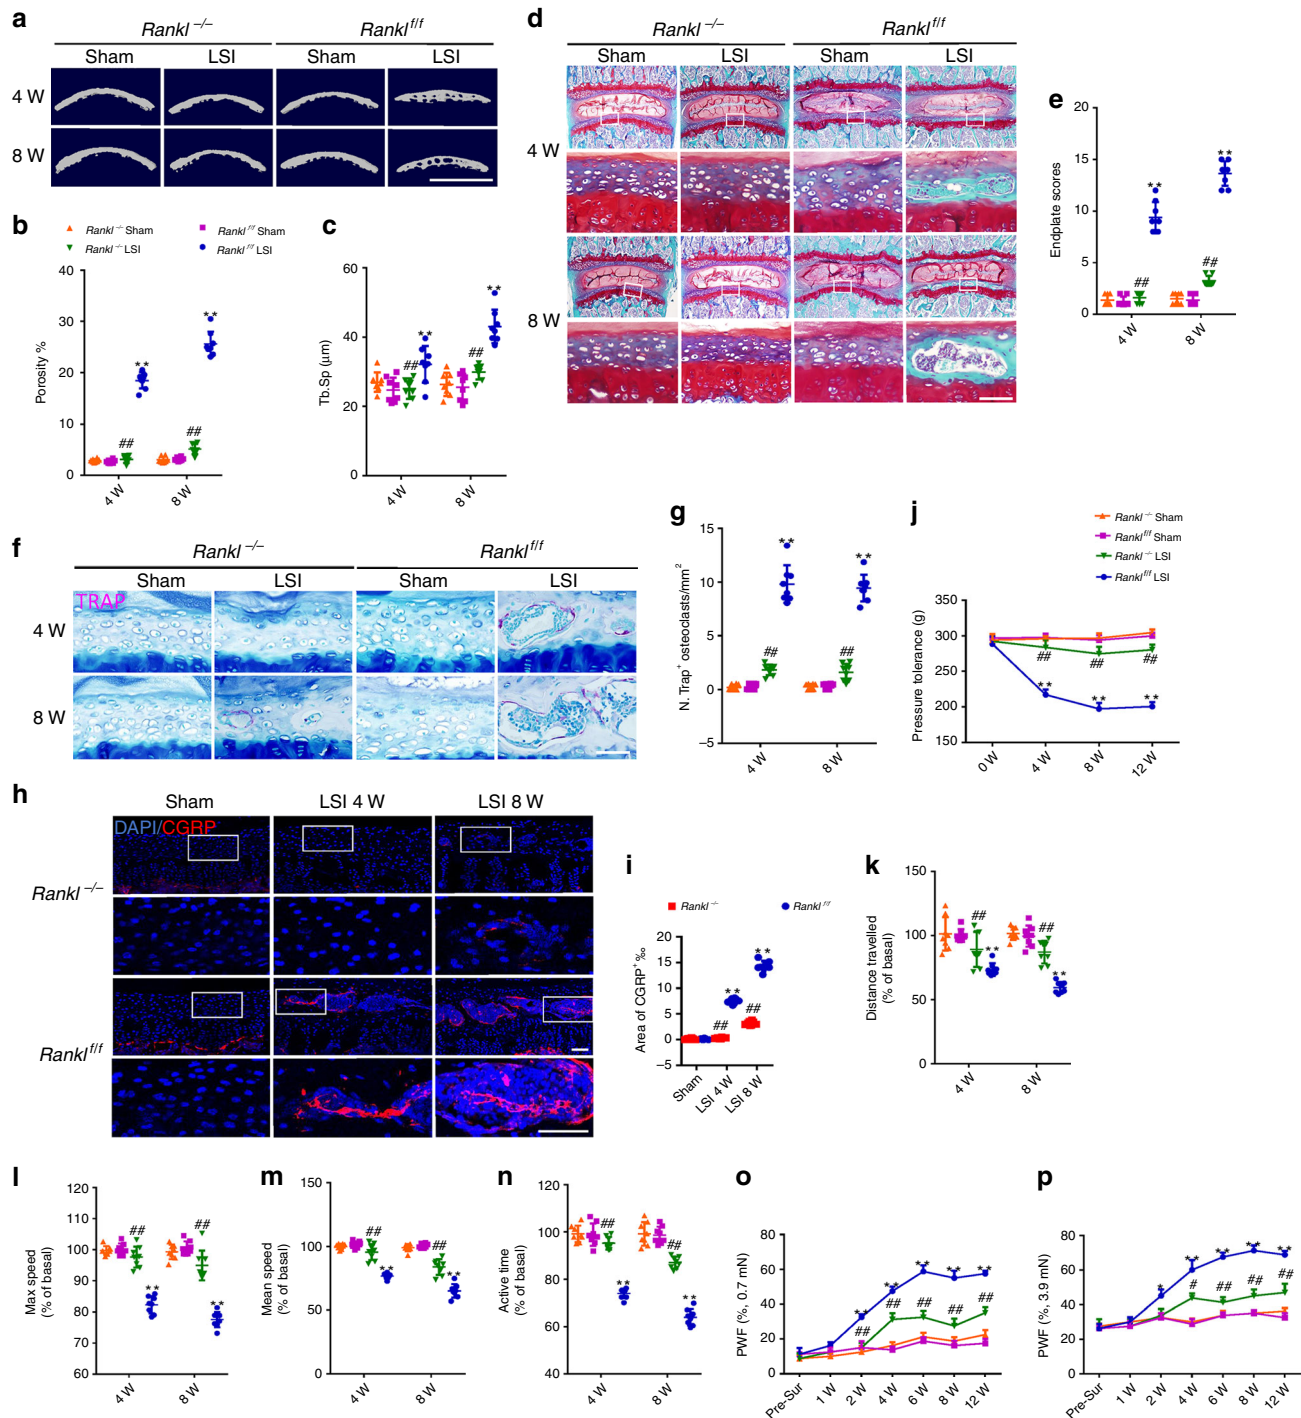 a
Rankl −/−
Rankl f/f
Sham
LSI
Sham
LSI
4 W
8 W
b
Rankl −/− Sham
Rankl f/f Sham
Rankl −/− LSI
Rankl f/f LSI
Porosity %
40
30
20
10
0
**
**
##
##
4 W
8 W
c
Tb.Sp (μm)
60
40
20
0
##
**
##
**
4 W
8 W
d
Rankl −/−
Rankl f/f
Sham
LSI
Sham
LSI
4 W
8 W
e
Endplate scores
20
15
10
5
0
**
**
##
##
4 W
8 W
f
Rankl −/−
Rankl f/f
Sham
LSI
Sham
LSI
TRAP
4 W
8 W
g
N. Trap+ osteoclasts/mm2
15
10
5
0
−5
**
**
##
##
4 W
8 W
j
Rankl −/− Sham
Rankl f/f Sham
Rankl −/− LSI
Rankl f/f LSI
Pressure tolerance (g)
350
300
250
200
150
##
##
##
**
**
**
0 W
4 W
8 W
12 W
h
Sham
LSI 4 W
LSI 8 W
DAPI/CGRP
Rankl −/−
Rankl f/f
i
Rankl −/−
Rankl f/f
Area of CGRP+‰
20
15
10
5
0
−5
**
**
##
##
Sham
LSI 4 W
LSI 8 W
k
Distance travelled
(% of basal)
150
100
50
0
##
**
##
**
4 W
8 W
l
Max speed
(% of basal)
120
110
100
90
80
70
60
##
**
##
**
4 W
8 W
m
Mean speed
(% of basal)
150
100
50
0
##
**
##
**
4 W
8 W
n
Active time
(% of basal)
120
100
80
60
40
##
**
##
**
4 W
8 W
o
PWF (%, 0.7 mN)
80
60
40
20
0
**
**
**
**
**
##
##
##
##
##
Pre-Sur
1 W
2 W
4 W
6 W
8 W
12 W
p
PWF (%, 3.9 mN)
80
60
40
20
0
*
**
**
**
**
#
##
##
##
Pre-Sur
1 W
2 W
4 W
6 W
8 W
12 W